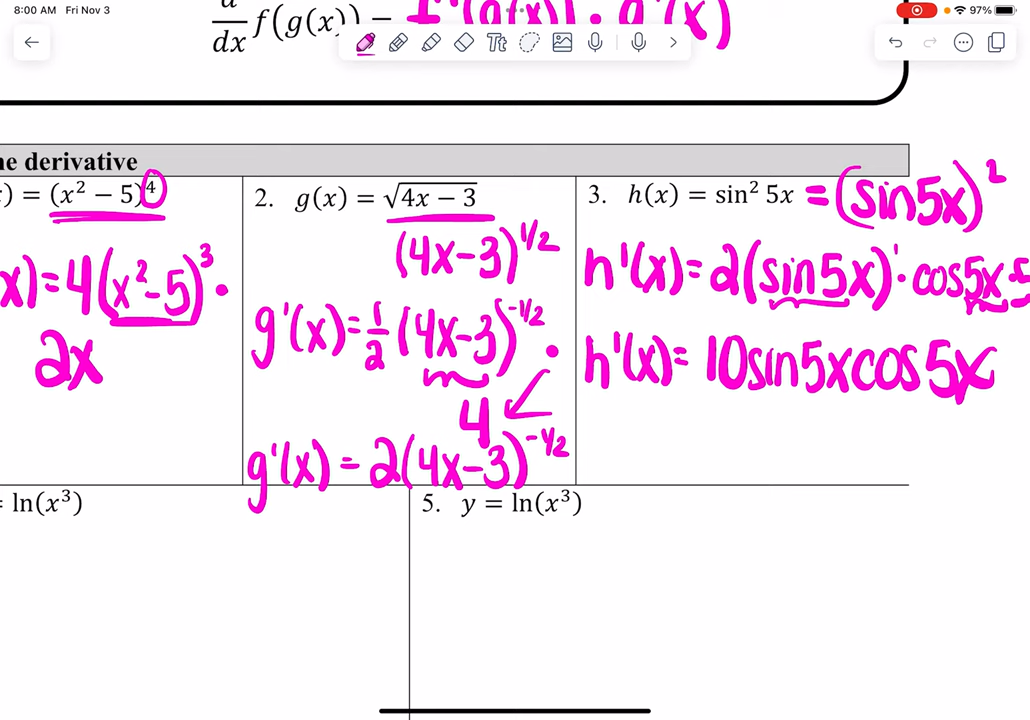 8:00 AM Fri Nov 3
97%
d/dx f(g(x)) = f'(g(x)) · g'(x)
Tt
he derivative
) = (x² − 5)⁴
x) = 4(x²-5)³ ·
2x
2. g(x) = √(4x − 3)
(4x-3)^1/2
g'(x) = 1/2 (4x-3)^-1/2 ·
4
g'(x) = 2(4x-3)^-1/2
3. h(x) = sin² 5x = (sin5x)²
h'(x) = 2(sin5x)¹ · cos5x · 5
h'(x) = 10sin5xcos5x
= ln(x³)
5. y = ln(x³)